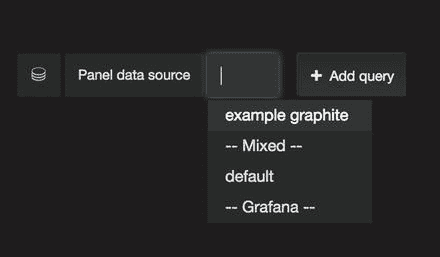 Panel data source
+ Add query
example graphite
-- Mixed --
default
-- Grafana --